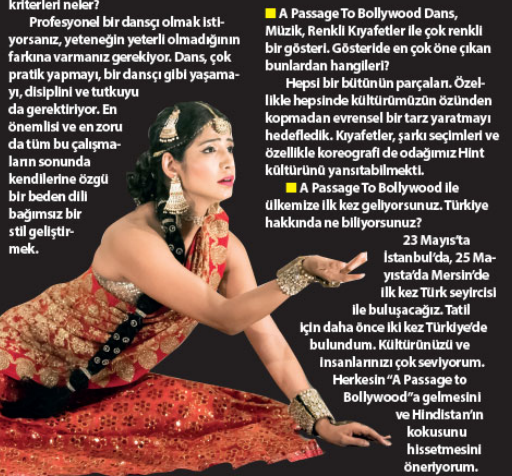 kriterleri neler?
Profesyonel bir dansçı olmak isti-
yorsanız, yeteneğin yeterli olmadığının
farkına varmanız gerekiyor. Dans, çok
pratik yapmayı, bir dansçı gibi yaşama-
yı, disiplini ve tutkuyu
da gerektiriyor. En
önemlisi ve en zoru
da tüm bu çalışma-
ların sonunda
kendilerine özgü
bir beden dili
bağımsız bir
stil geliştir-
mek.
A Passage To Bollywood Dans,
Müzik, Renkli Kıyafetler ile çok renkli
bir gösteri. Gösteride en çok öne çıkan
bunlardan hangileri?
Hepsi bir bütünün parçaları. Özel-
likle hepsinde kültürümüzün özünden
kopmadan evrensel bir tarz yaratmayı
hedefledik. Kıyafetler, şarkı seçimleri ve
özellikle koreografi de odağımız Hint
kültürünü yansıtabilmekti.
A Passage To Bollywood ile
ülkemize ilk kez geliyorsunuz. Türkiye
hakkında ne biliyorsunuz?
23 Mayıs’ta
İstanbul’da, 25 Ma-
yısta’da Mersin’de
ilk kez Türk seyircisi
ile buluşacağız. Tatil
için daha önce iki kez Türkiye’de
bulundum. Kültürünüzü ve
insanlarınızı çok seviyorum.
Herkesin “A Passage to
Bollywood”a gelmesini
ve Hindistan’ın
kokusunu
hissetmesini
öneriyorum.